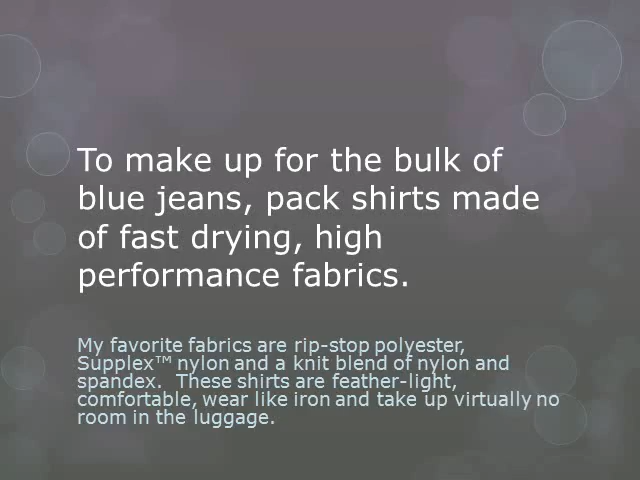 To make up for the bulk of
blue jeans, pack shirts made
of fast drying, high
performance fabrics.
My favorite fabrics are rip-stop polyester,
Supplex™ nylon and a knit blend of nylon and
spandex.  These shirts are feather-light,
comfortable, wear like iron and take up virtually no
room in the luggage.